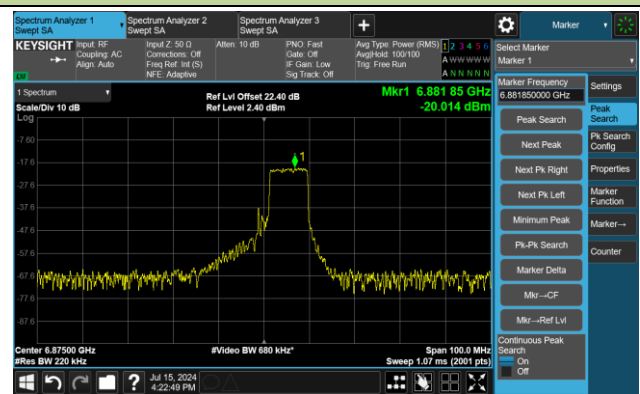 Spectrum Analyzer 1
Swept SA
Spectrum Analyzer 2
Swept SA
Spectrum Analyzer 3
Swept SA
+
Marker
KEYSIGHT
Input: RF
Coupling: AC
Align: Auto
Input Z: 50 Ω
Corrections: Off
Freq Ref: Int (S)
NFE: Adaptive
Atten: 10 dB
PNO: Fast
Gate: Off
IF Gain: Low
Sig Track: Off
Avg Type: Power (RMS)
Avg|Hold: 100/100
Trig: Free Run
1 2 3 4 5 6
A W W W W W
A N N N N N
LV
1 Spectrum
Scale/Div 10 dB
Log
Ref Lvl Offset 22.40 dB
Ref Level 2.40 dBm
Mkr1 6.881 85 GHz
-20.014 dBm
1
-7.60
-17.6
-27.6
-37.6
-47.6
-57.6
-67.6
-77.6
-87.6
Center 6.87500 GHz
#Res BW 220 kHz
#Video BW 680 kHz*
Span 100.0 MHz
Sweep 1.07 ms (2001 pts)
Select Marker
Marker 1
Marker Frequency
6.881850000 GHz
Peak Search
Next Peak
Next Pk Right
Next Pk Left
Minimum Peak
Pk-Pk Search
Marker Delta
Mkr→CF
Mkr→Ref Lvl
Continuous Peak
Search
On
Off
Settings
Peak
Search
Pk Search
Config
Properties
Marker
Function
Marker→
Counter
?
Jul 15, 2024
4:22:49 PM